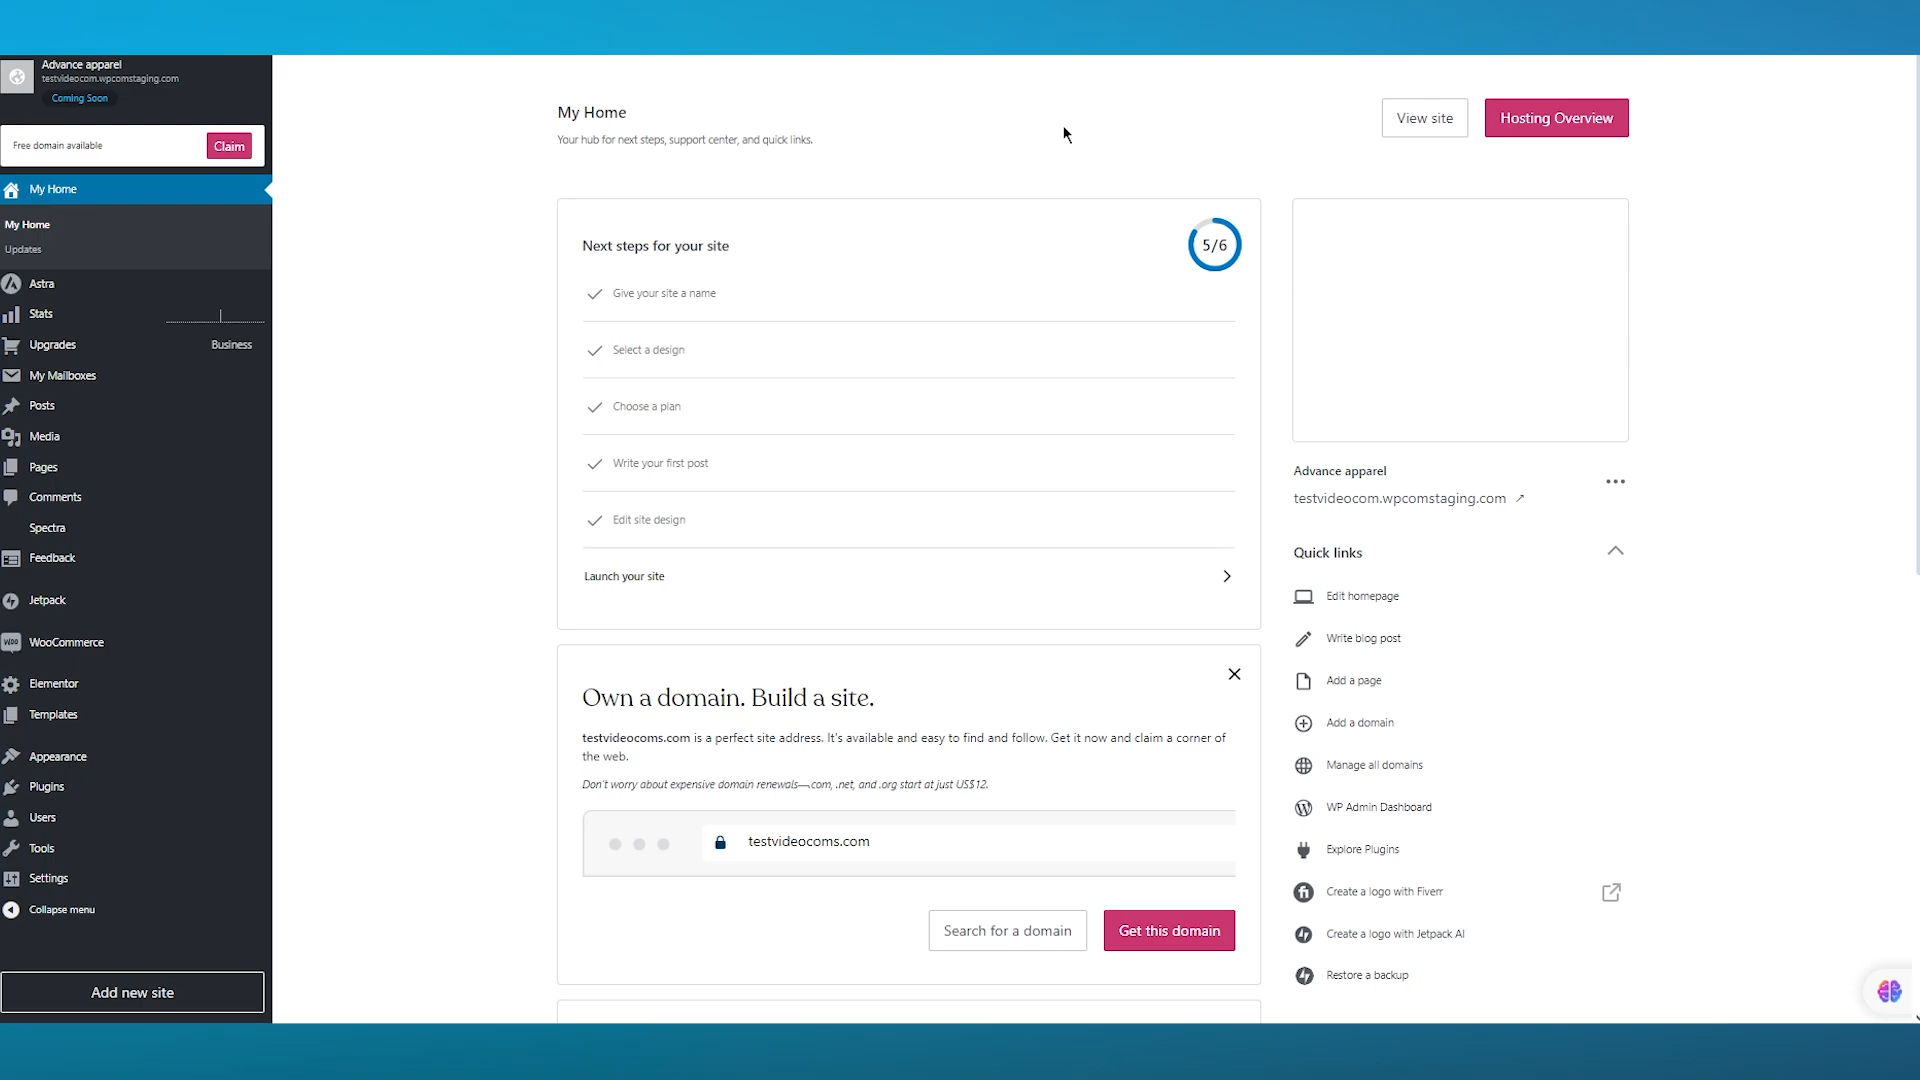 Advance apparel
testvideocom.wpcomstaging.com
Coming Soon
Free domain available
Claim
My Home
My Home
Updates
Astra
Stats
Upgrades
Business
My Mailboxes
Posts
Media
Pages
Comments
Spectra
Feedback
Jetpack
WOO
WooCommerce
Elementor
Templates
Appearance
Plugins
Users
Tools
Settings
Collapse menu
Add new site
My Home
Your hub for next steps, support center, and quick links.
View site
Hosting Overview
Next steps for your site
5/6
Give your site a name
Select a design
Choose a plan
Write your first post
Edit site design
Launch your site
Own a domain. Build a site.
testvideocoms.com is a perfect site address. It's available and easy to find and follow. Get it now and claim a corner of
the web.
Don't worry about expensive domain renewals—.com, .net, and .org start at just US$12.
testvideocoms.com
Search for a domain
Get this domain
Advance apparel
testvideocom.wpcomstaging.com ↗
Quick links
Edit homepage
Write blog post
Add a page
Add a domain
Manage all domains
WP Admin Dashboard
Explore Plugins
fi
Create a logo with Fiverr
Create a logo with Jetpack AI
Restore a backup